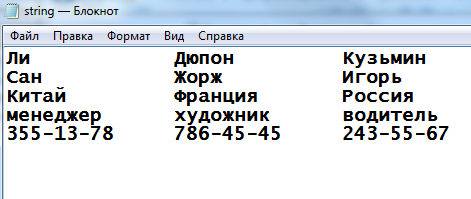 string — Блокнот
Файл Правка Формат Вид Справка
Ли Дюпон Кузьмин
Сан Жорж Игорь
Китай Франция Россия
менеджер художник водитель
355-13-78 786-45-45 243-55-67